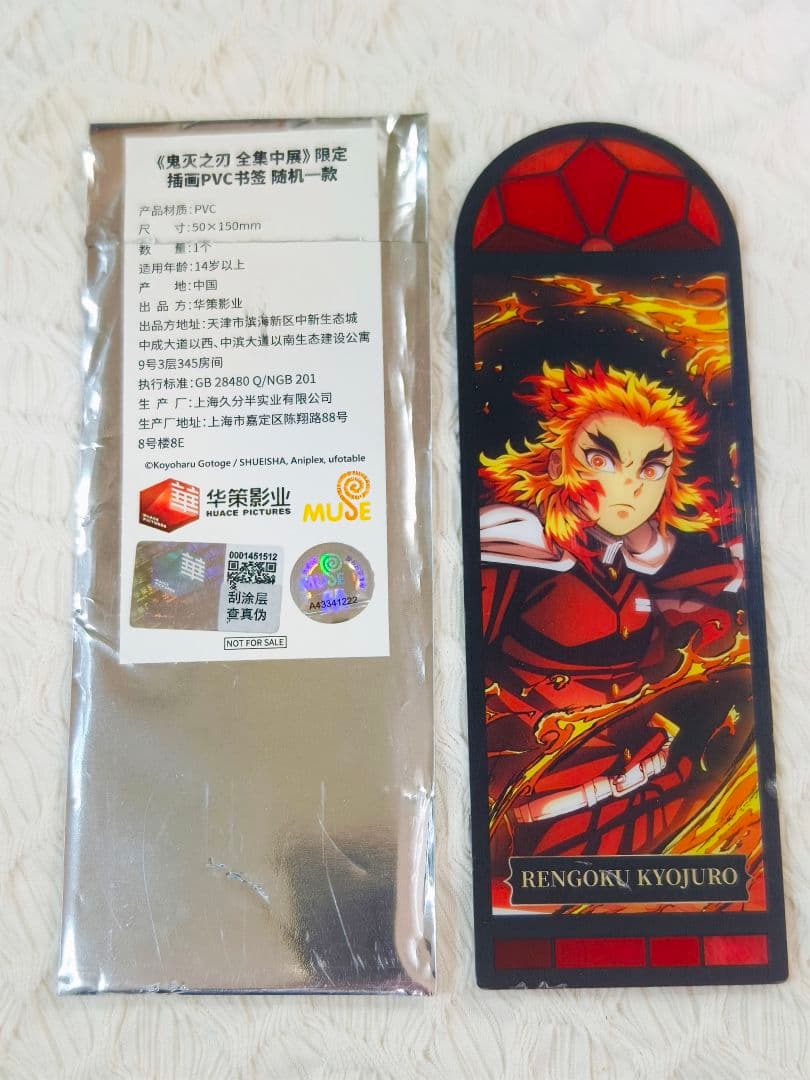 《鬼灭之刃 全集中展》限定
插画PVC书签 随机一款
产品材质:PVC
尺 寸:50×150mm
数 量:1个
适用年龄:14岁以上
产 地:中国
出 品 方:华策影业
出品方地址:天津市滨海新区中新生态城
中成大道以西、中滨大道以南生态建设公寓
9号3层345房间
执行标准:GB 28480 Q/NGB 201
生 产 厂:上海久分半实业有限公司
生产厂地址:上海市嘉定区陈翔路88号
8号楼8E
©Koyoharu Gotoge / SHUEISHA, Aniplex, ufotable
華
HUACE
PICTURES
华策影业
HUACE PICTURES
MUSE
華
0001451512
刮涂层
查真伪
MUSE
A43341222
NOT FOR SALE
RENGOKU KYOJURO